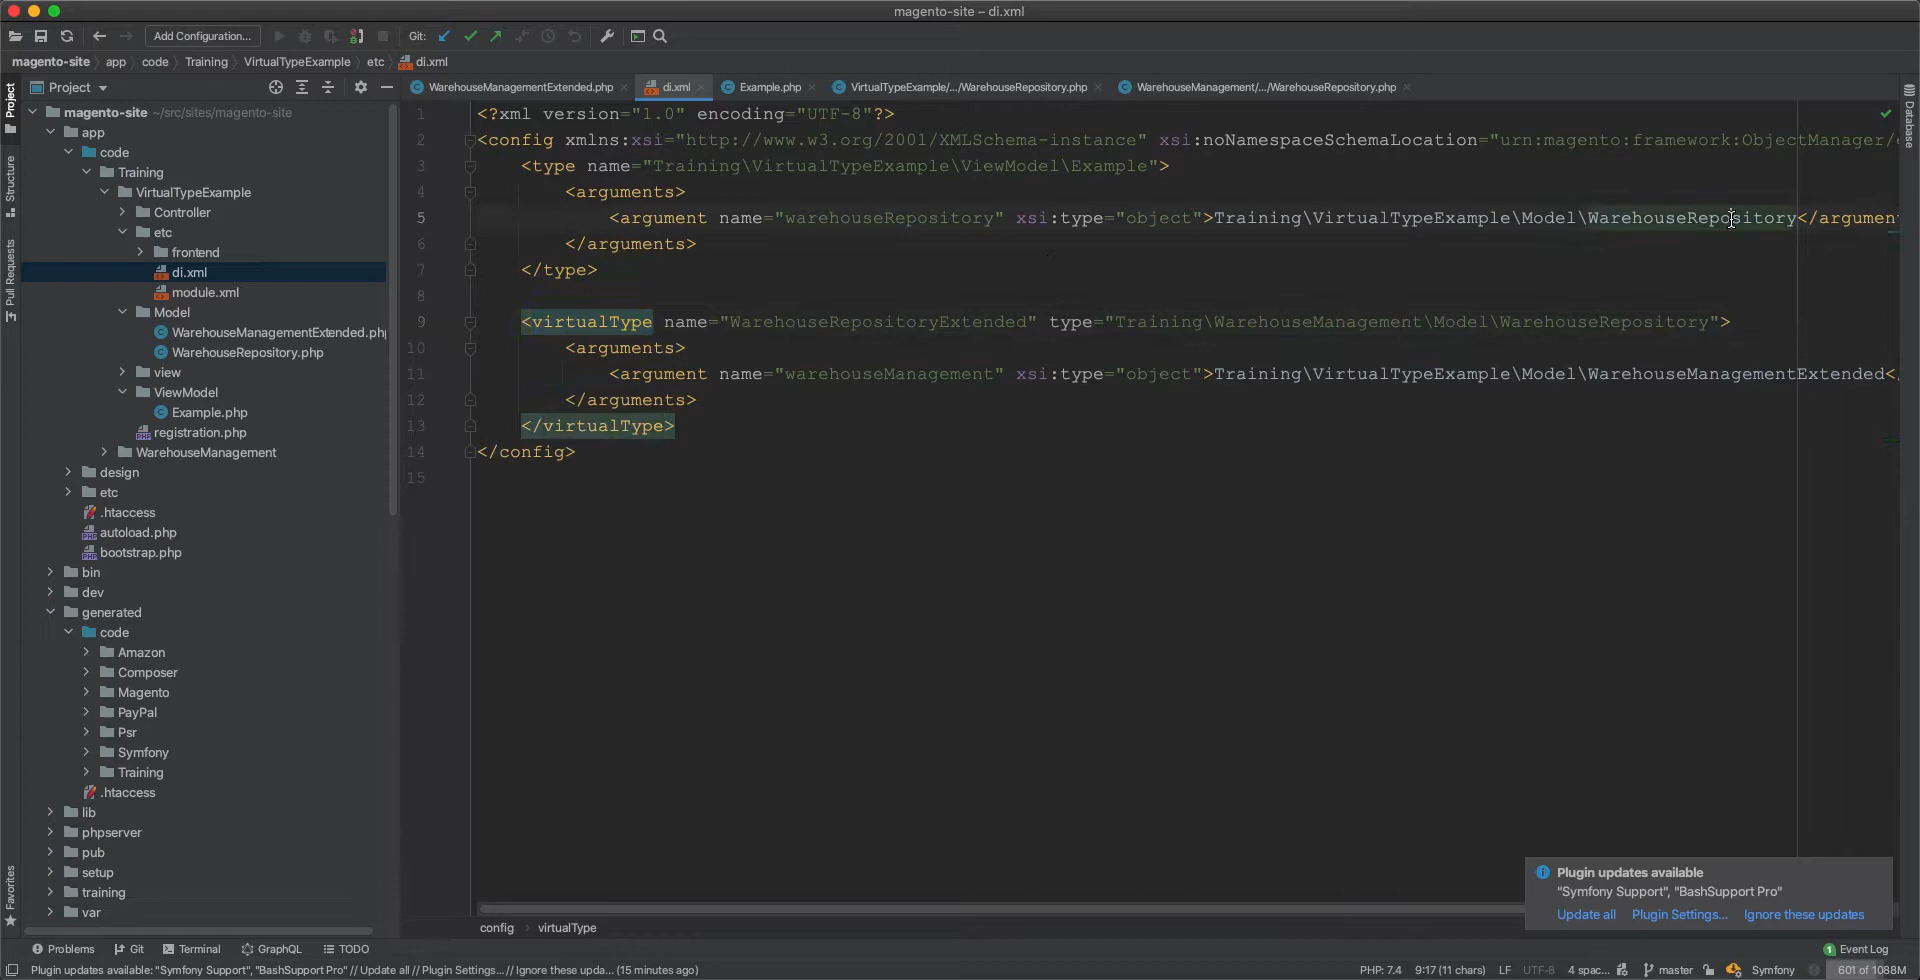 magento-site – di.xml
Add Configuration...
Git:
magento-site › app › code › Training › VirtualTypeExample › etc › di.xml
Project
WarehouseManagementExtended.php
di.xml
Example.php
VirtualTypeExample/.../WarehouseRepository.php
WarehouseManagement/.../WarehouseRepository.php
Project
Structure
Pull Requests
Favorites
Database
magento-site ~/src/sites/magento-site
app
code
Training
VirtualTypeExample
Controller
etc
frontend
di.xml
module.xml
Model
WarehouseManagementExtended.php
WarehouseRepository.php
view
ViewModel
Example.php
registration.php
WarehouseManagement
design
etc
.htaccess
autoload.php
bootstrap.php
bin
dev
generated
code
Amazon
Composer
Magento
PayPal
Psr
Symfony
Training
.htaccess
lib
phpserver
pub
setup
training
var
1 <?xml version="1.0" encoding="UTF-8"?>
2 <config xmlns:xsi="http://www.w3.org/2001/XMLSchema-instance" xsi:noNamespaceSchemaLocation="urn:magento:framework:ObjectManager/
3 <type name="Training\VirtualTypeExample\ViewModel\Example">
4 <arguments>
5 <argument name="warehouseRepository" xsi:type="object">Training\VirtualTypeExample\Model\WarehouseRepository</argumen
6 </arguments>
7 </type>
8
9 <virtualType name="WarehouseRepositoryExtended" type="Training\WarehouseManagement\Model\WarehouseRepository">
10 <arguments>
11 <argument name="warehouseManagement" xsi:type="object">Training\VirtualTypeExample\Model\WarehouseManagementExtended</
12 </arguments>
13 </virtualType>
14 </config>
15
Plugin updates available
"Symfony Support", "BashSupport Pro"
Update all Plugin Settings... Ignore these updates
config › virtualType
Problems Git Terminal GraphQL TODO
1 Event Log
Plugin updates available: "Symfony Support", "BashSupport Pro" // Update all // Plugin Settings... // Ignore these upda... (15 minutes ago)
PHP: 7.4 9:17 (11 chars) LF UTF-8 4 spac... master Symfony 601 of 1088M